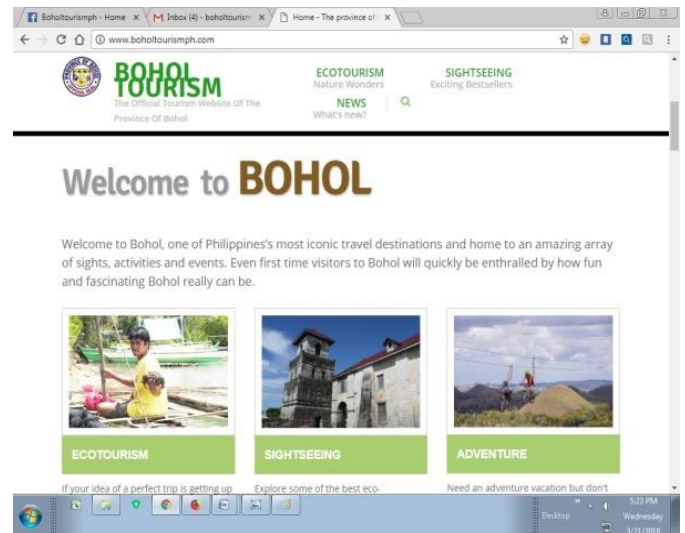 Boholtourismph - Home
Inbox (4) - boholtourism
Home - The province of
www.boholtourismph.com
BOHOL
TOURISM
The Official Tourism Website Of The
Province Of Bohol
ECOTOURISM
Nature Wonders
SIGHTSEEING
Exciting Bestsellers
NEWS
What's new?
Welcome to BOHOL
Welcome to Bohol, one of Philippines's most iconic travel destinations and home to an amazing array
of sights, activities and events. Even first time visitors to Bohol will quickly be enthralled by how fun
and fascinating Bohol really can be.
ECOTOURISM
SIGHTSEEING
ADVENTURE
If your idea of a perfect trip is getting up
Explore some of the best eco-
Need an adventure vacation but don't
Desktop
5:23 PM
Wednesday
3/21/2018